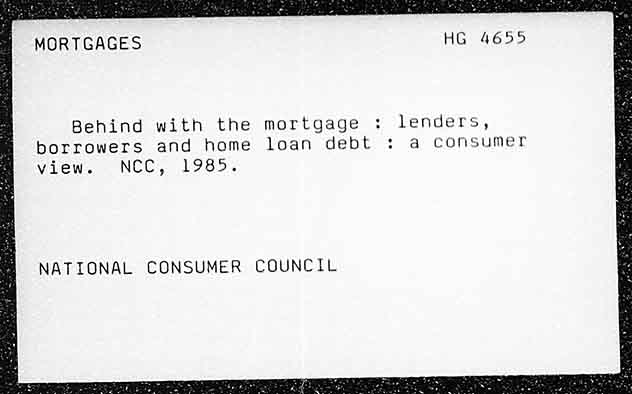 MORTGAGES HG 4655
Behind with the mortgage : lenders,
borrowers and home loan debt : a consumer
view. NCC, 1985.
NATIONAL CONSUMER COUNCIL